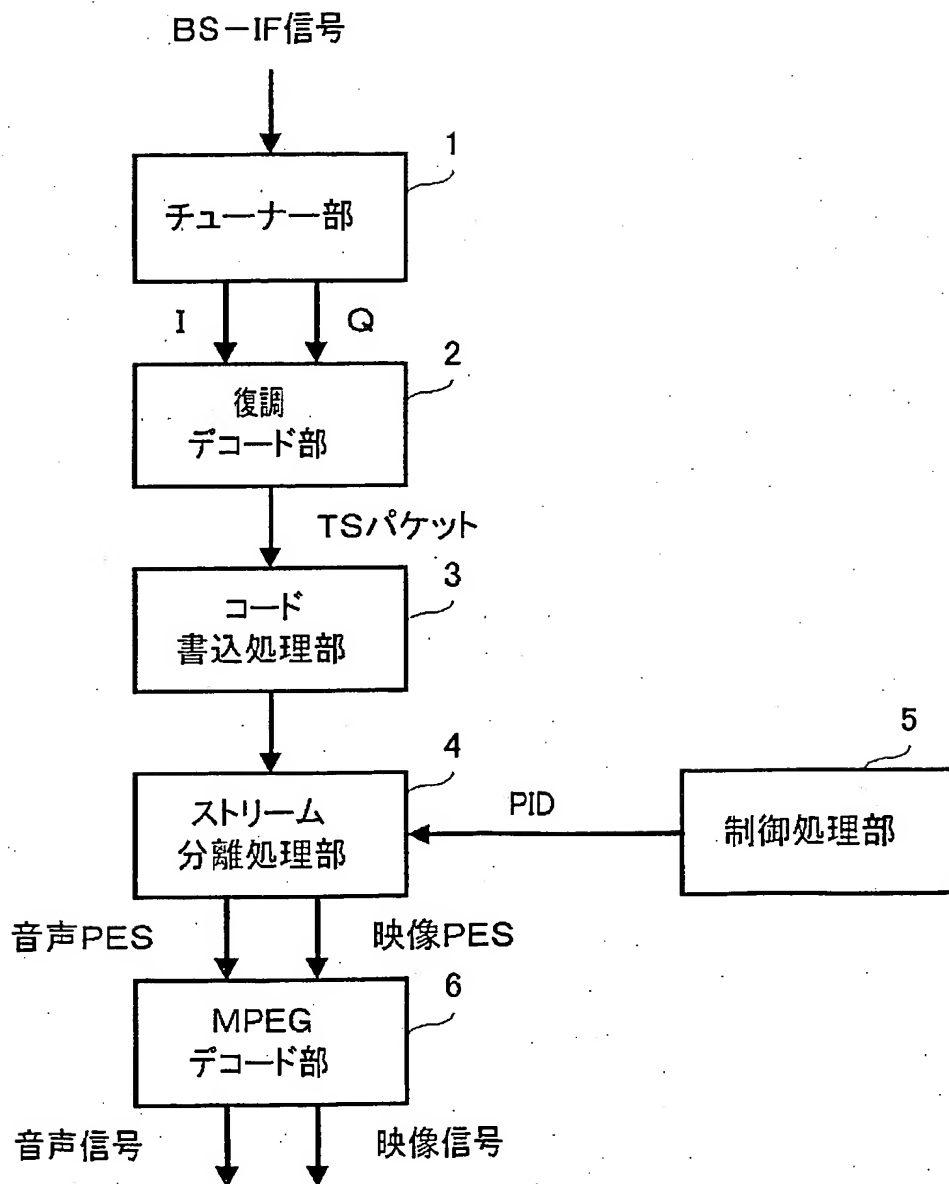 BS－IF信号
1
チューナー部
I
Q
2
復調
デコード部
TSパケット
3
コード
書込処理部
4
5
ストリーム
分離処理部
PID
制御処理部
音声PES
映像PES
6
MPEG
デコード部
音声信号
映像信号